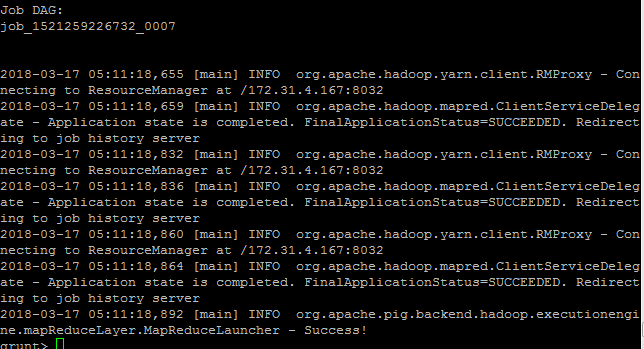 Job DAG:
job_1521259226732_0007
2018-03-17 05:11:18,655 [main] INFO  org.apache.hadoop.yarn.client.RMProxy - Con
necting to ResourceManager at /172.31.4.167:8032
2018-03-17 05:11:18,659 [main] INFO  org.apache.hadoop.mapred.ClientServiceDeleg
ate - Application state is completed. FinalApplicationStatus=SUCCEEDED. Redirect
ing to job history server
2018-03-17 05:11:18,832 [main] INFO  org.apache.hadoop.yarn.client.RMProxy - Con
necting to ResourceManager at /172.31.4.167:8032
2018-03-17 05:11:18,836 [main] INFO  org.apache.hadoop.mapred.ClientServiceDeleg
ate - Application state is completed. FinalApplicationStatus=SUCCEEDED. Redirect
ing to job history server
2018-03-17 05:11:18,860 [main] INFO  org.apache.hadoop.yarn.client.RMProxy - Con
necting to ResourceManager at /172.31.4.167:8032
2018-03-17 05:11:18,864 [main] INFO  org.apache.hadoop.mapred.ClientServiceDeleg
ate - Application state is completed. FinalApplicationStatus=SUCCEEDED. Redirect
ing to job history server
2018-03-17 05:11:18,892 [main] INFO  org.apache.pig.backend.hadoop.executionengi
ne.mapReduceLayer.MapReduceLauncher - Success!
grunt>